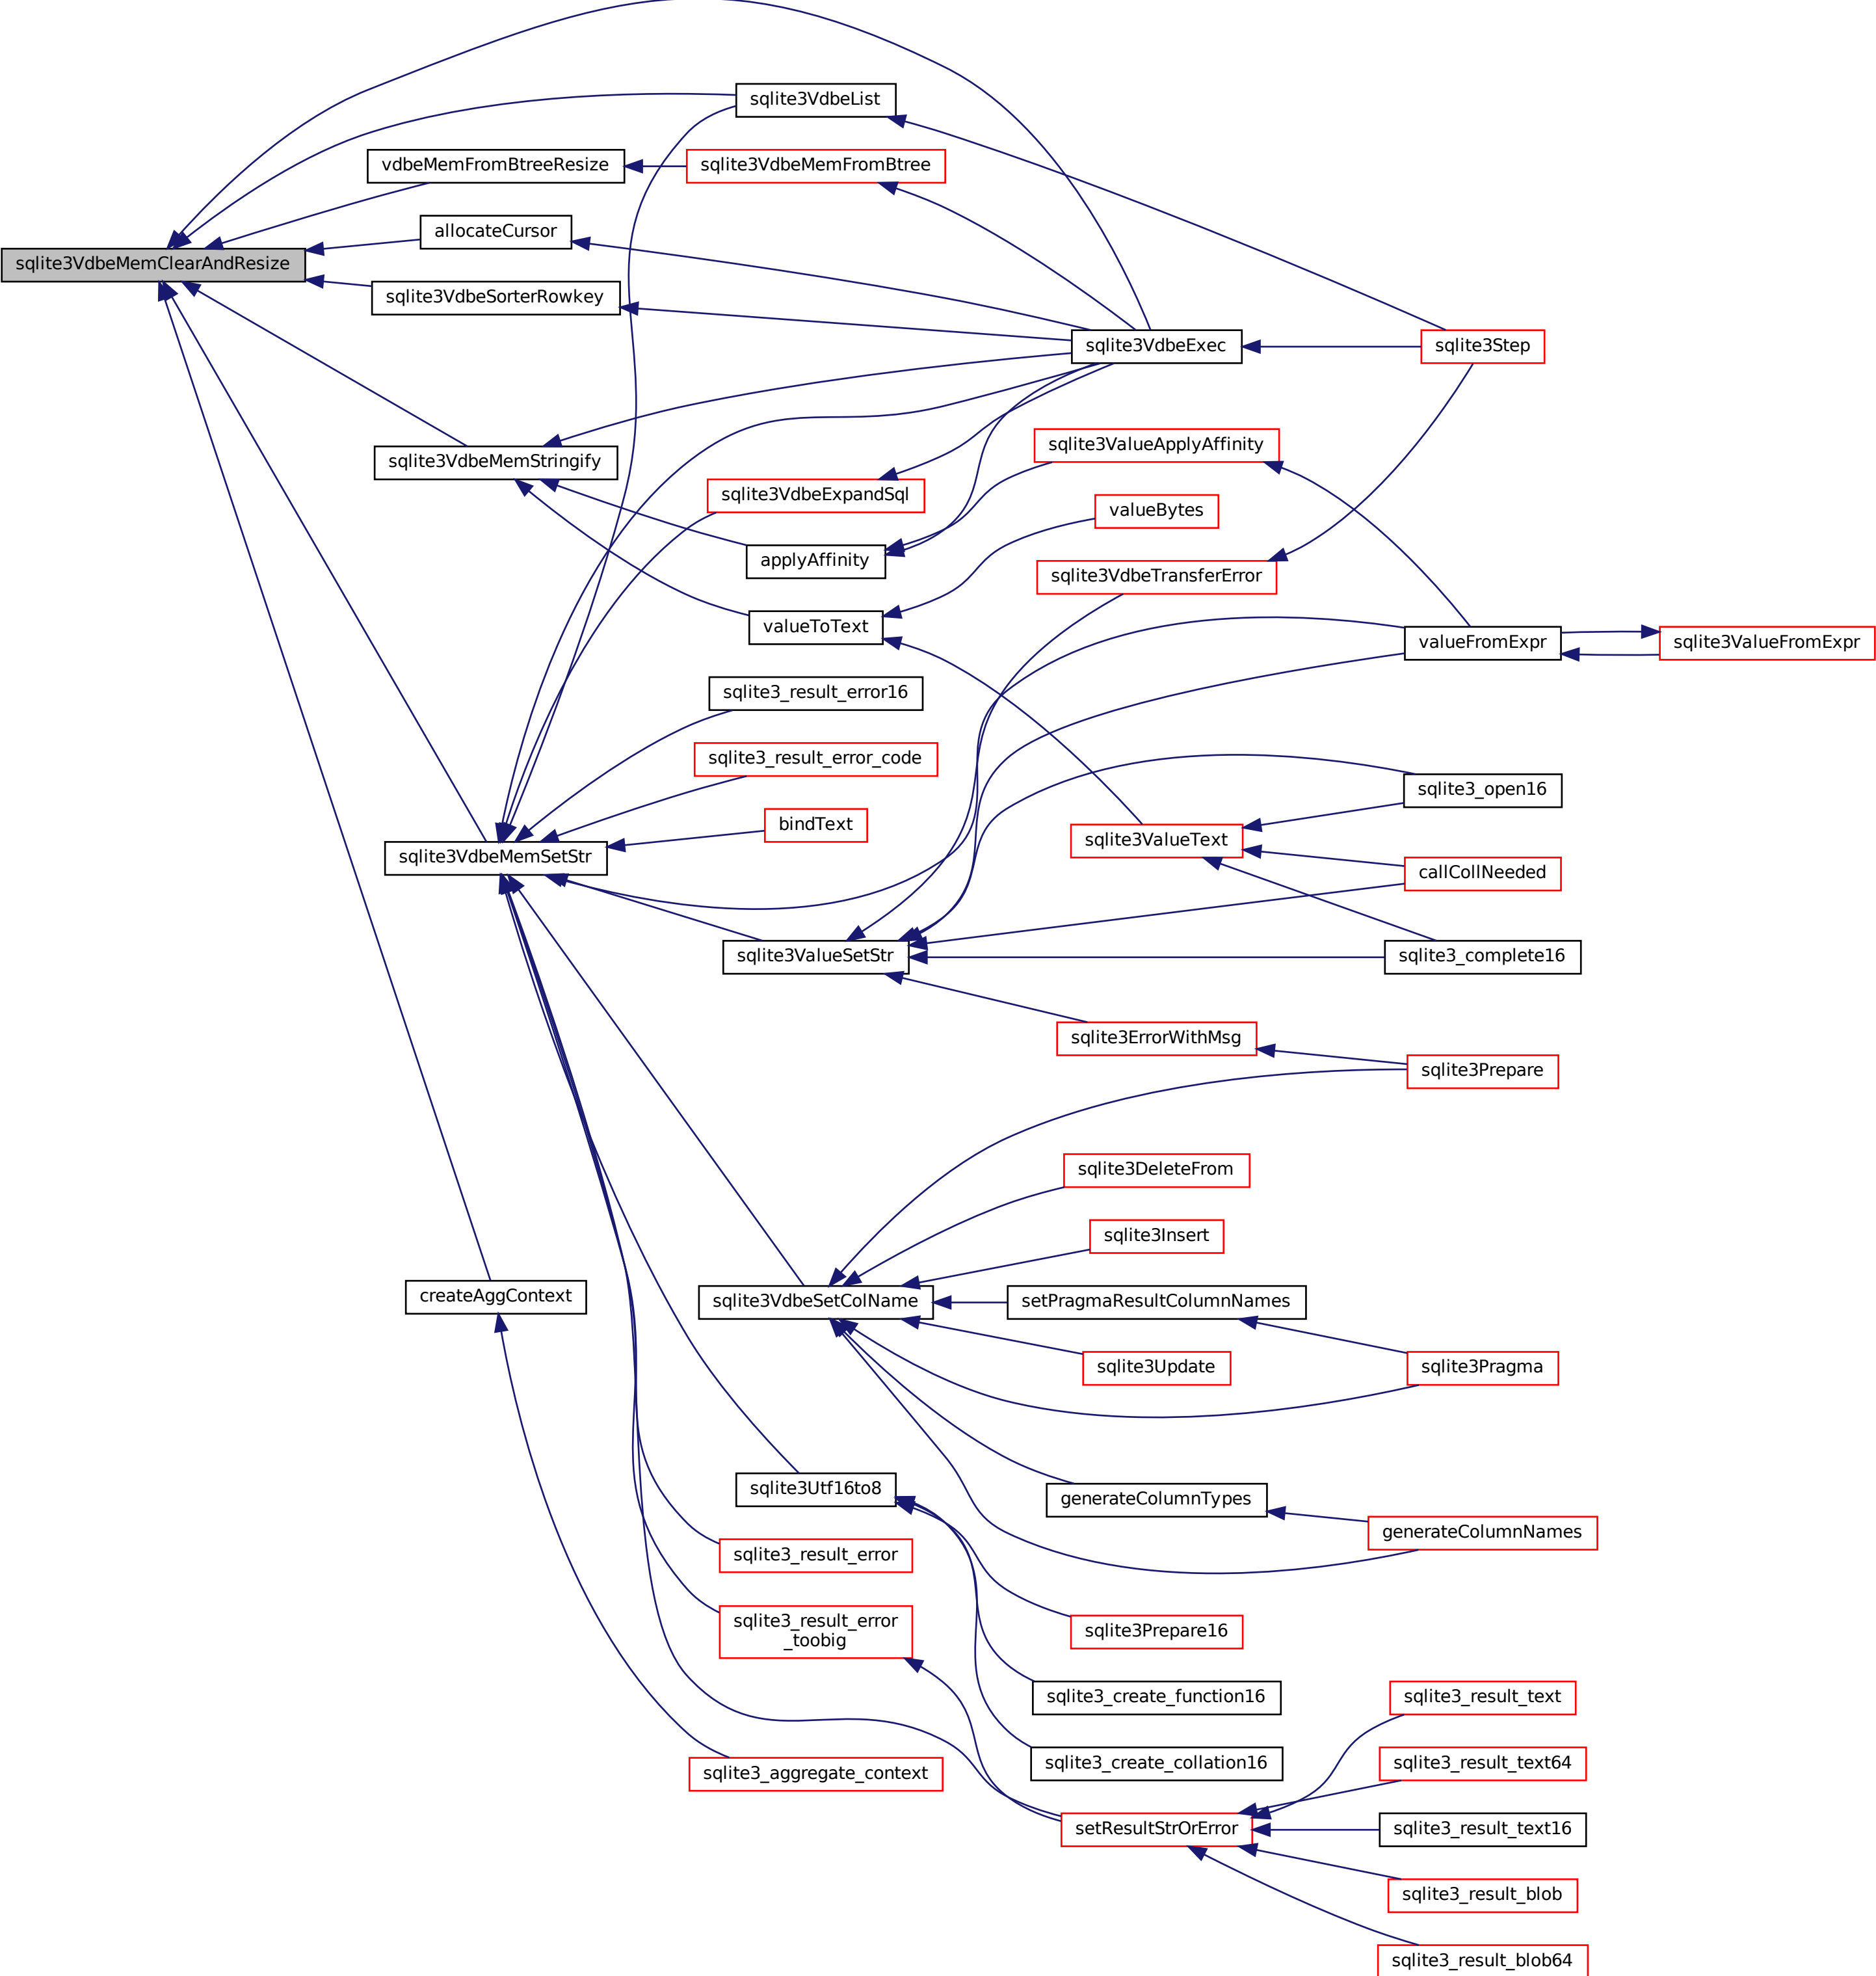 sqlite3VdbeList
vdbeMemFromBtreeResize
sqlite3VdbeMemFromBtree
allocateCursor
sqlite3VdbeMemClearAndResize
sqlite3VdbeSorterRowkey
sqlite3VdbeExec
sqlite3Step
sqlite3ValueApplyAffinity
sqlite3VdbeMemStringify
sqlite3VdbeExpandSql
valueBytes
applyAffinity
sqlite3VdbeTransferError
valueToText
valueFromExpr
sqlite3ValueFromExpr
sqlite3_result_error16
sqlite3_result_error_code
sqlite3_open16
bindText
sqlite3ValueText
sqlite3VdbeMemSetStr
callCollNeeded
sqlite3ValueSetStr
sqlite3_complete16
sqlite3ErrorWithMsg
sqlite3Prepare
sqlite3DeleteFrom
sqlite3Insert
createAggContext
sqlite3VdbeSetColName
setPragmaResultColumnNames
sqlite3Update
sqlite3Pragma
sqlite3Utf16to8
generateColumnTypes
generateColumnNames
sqlite3_result_error
sqlite3_result_error
_toobig
sqlite3Prepare16
sqlite3_create_function16
sqlite3_result_text
sqlite3_create_collation16
sqlite3_result_text64
sqlite3_aggregate_context
setResultStrOrError
sqlite3_result_text16
sqlite3_result_blob
sqlite3_result_blob64